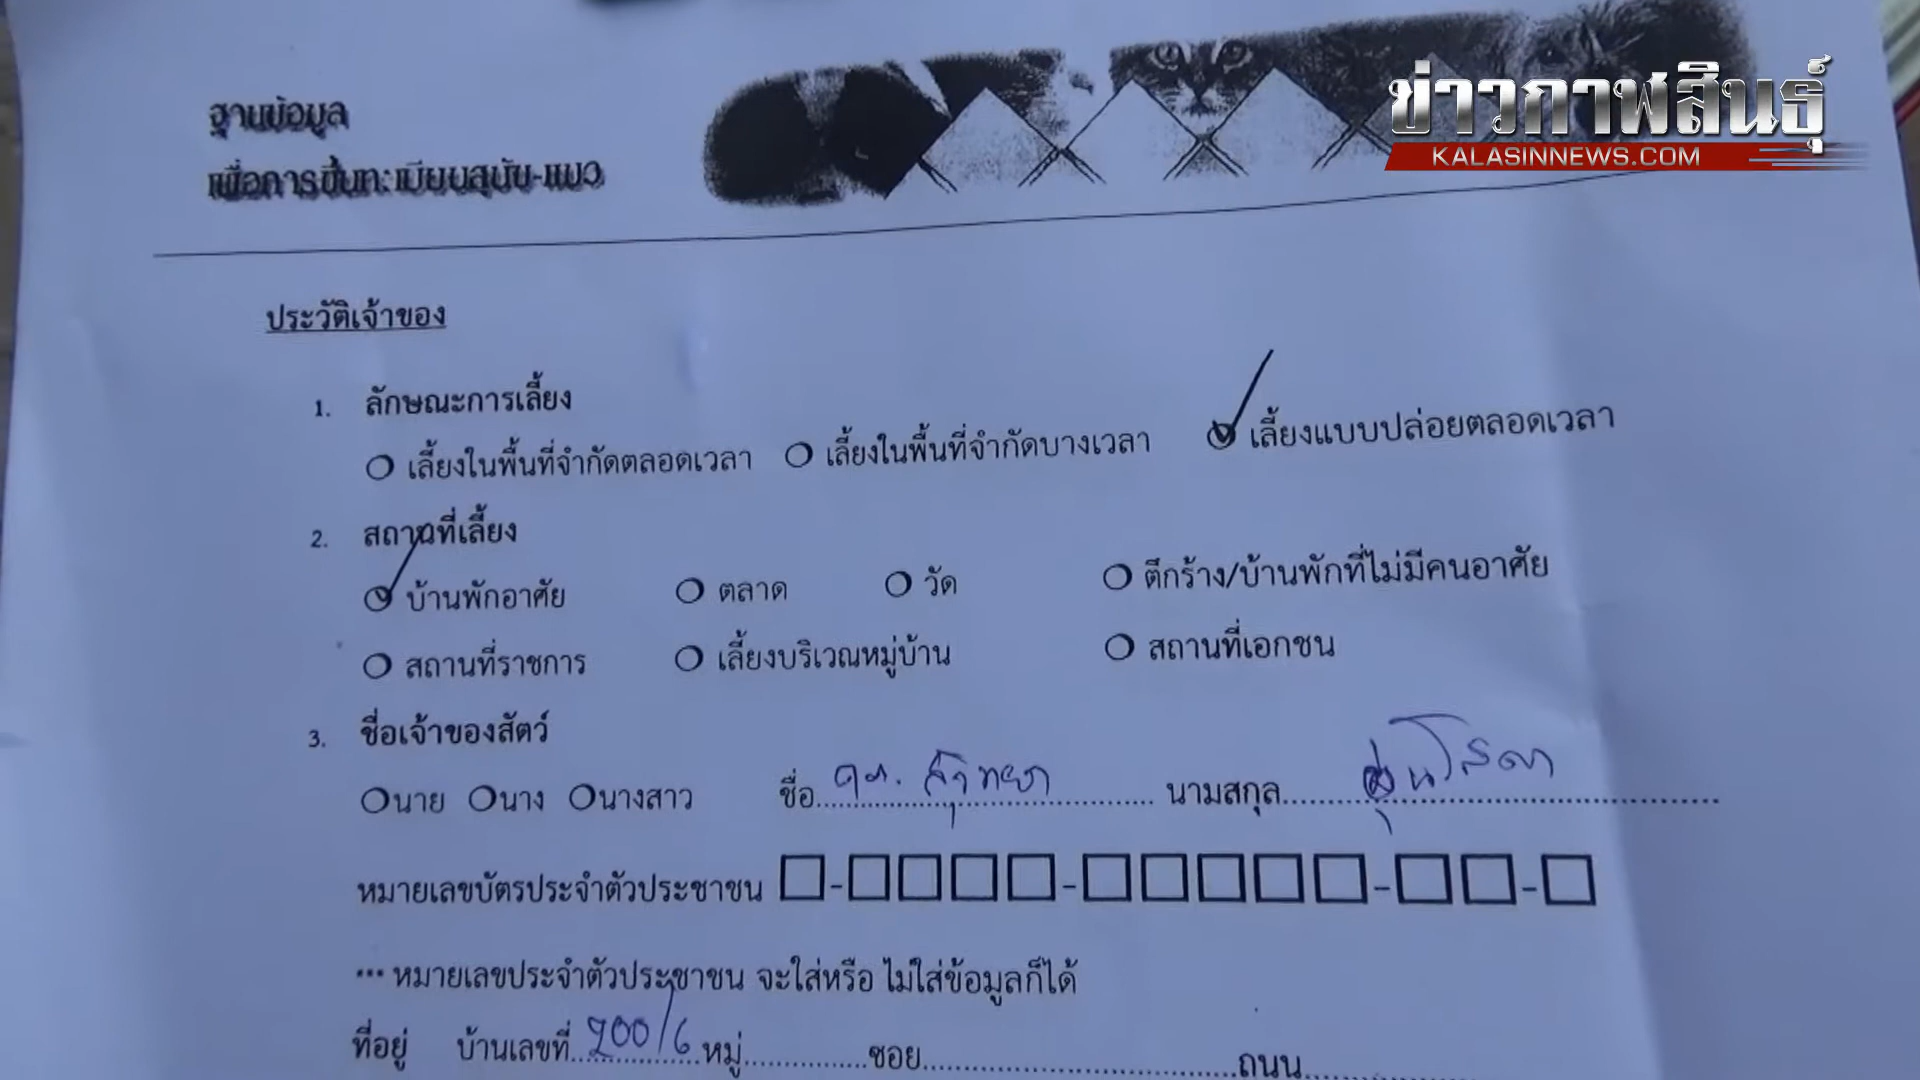 ข่าวกาฬสินธุ์
KALASINNEWS.COM
ฐานข้อมูล
เพื่อการขึ้นทะเบียนสุนัข-แมว
ประวัติเจ้าของ
1. ลักษณะการเลี้ยง
เลี้ยงในพื้นที่จำกัดตลอดเวลา เลี้ยงในพื้นที่จำกัดบางเวลา เลี้ยงแบบปล่อยตลอดเวลา
2. สถานที่เลี้ยง
บ้านพักอาศัย ตลาด วัด ตึกร้าง/บ้านพักที่ไม่มีคนอาศัย
สถานที่ราชการ เลี้ยงบริเวณหมู่บ้าน สถานที่เอกชน
3. ชื่อเจ้าของสัตว์
นาย นาง นางสาว ชื่อ นามสกุล
หมายเลขบัตรประจำตัวประชาชน
... หมายเลขประจำตัวประชาชน จะใส่หรือ ไม่ใส่ข้อมูลก็ได้
ที่อยู่ บ้านเลขที่ 200/6 หมู่ ซอย ถนน